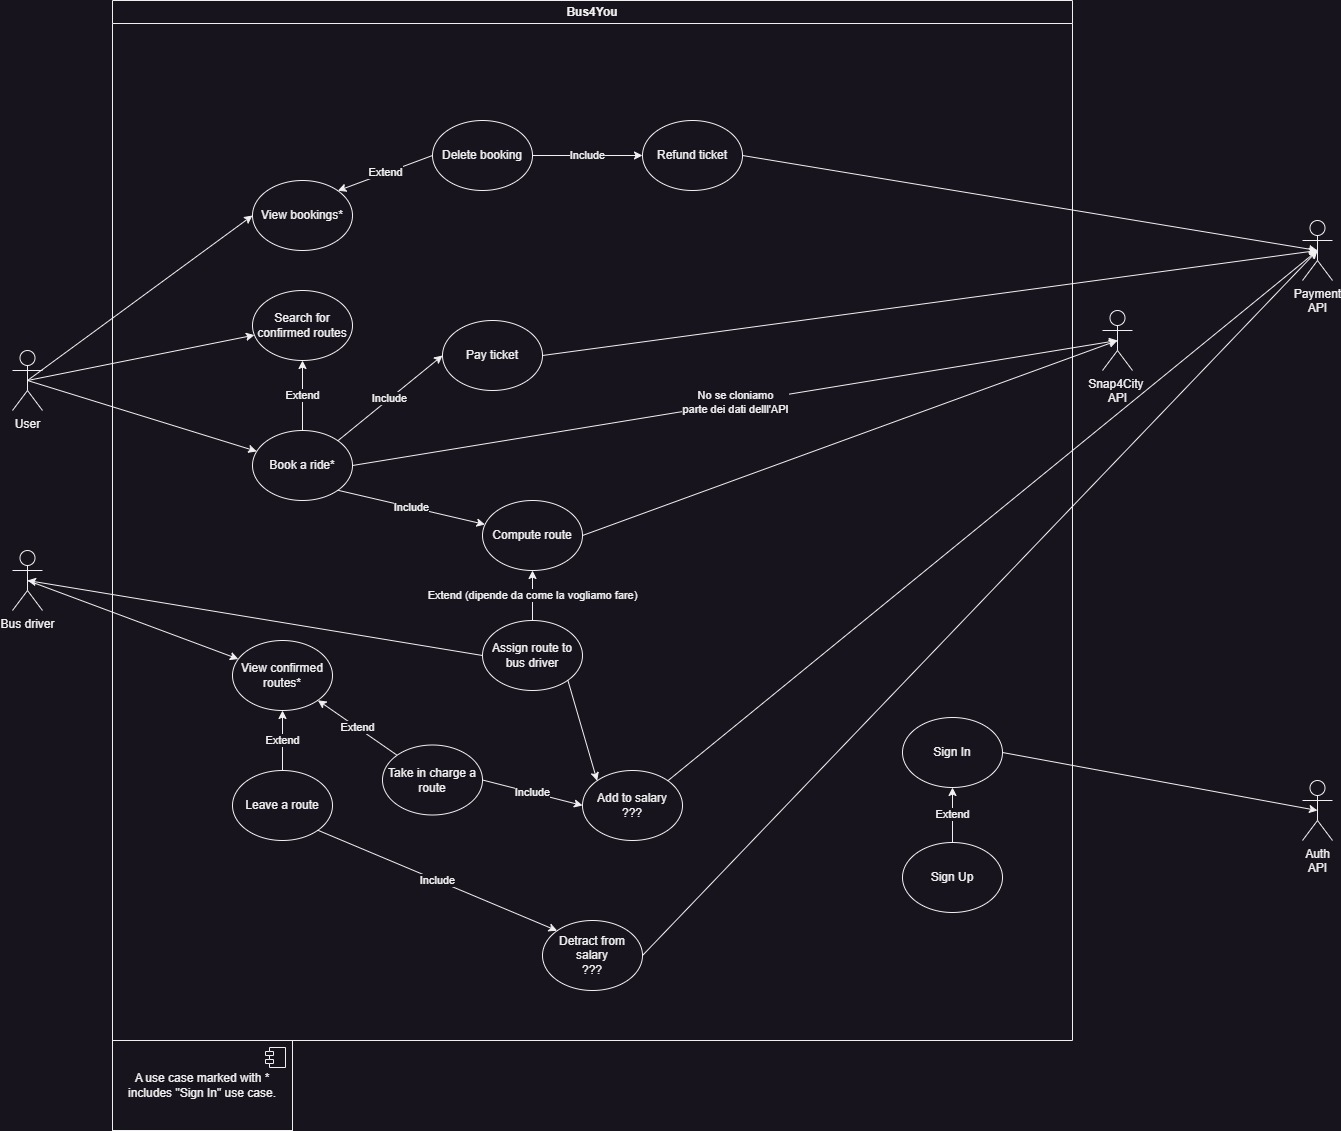 Bus4You
Delete booking
Include
Refund ticket
Extend
View bookings*
Payment
API
Search for
confirmed routes
Pay ticket
Snap4City
API
User
Extend
Include
No se cloniamo
parte dei dati dell'API
Book a ride*
Include
Compute route
Bus driver
Extend (dipende da come la vogliamo fare)
Assign route to
bus driver
View confirmed
routes*
Extend
Extend
Take in charge a
route
Include
Add to salary
???
Leave a route
Sign In
Extend
Sign Up
Auth
API
Include
Detract from
salary
???
A use case marked with *
includes "Sign In" use case.